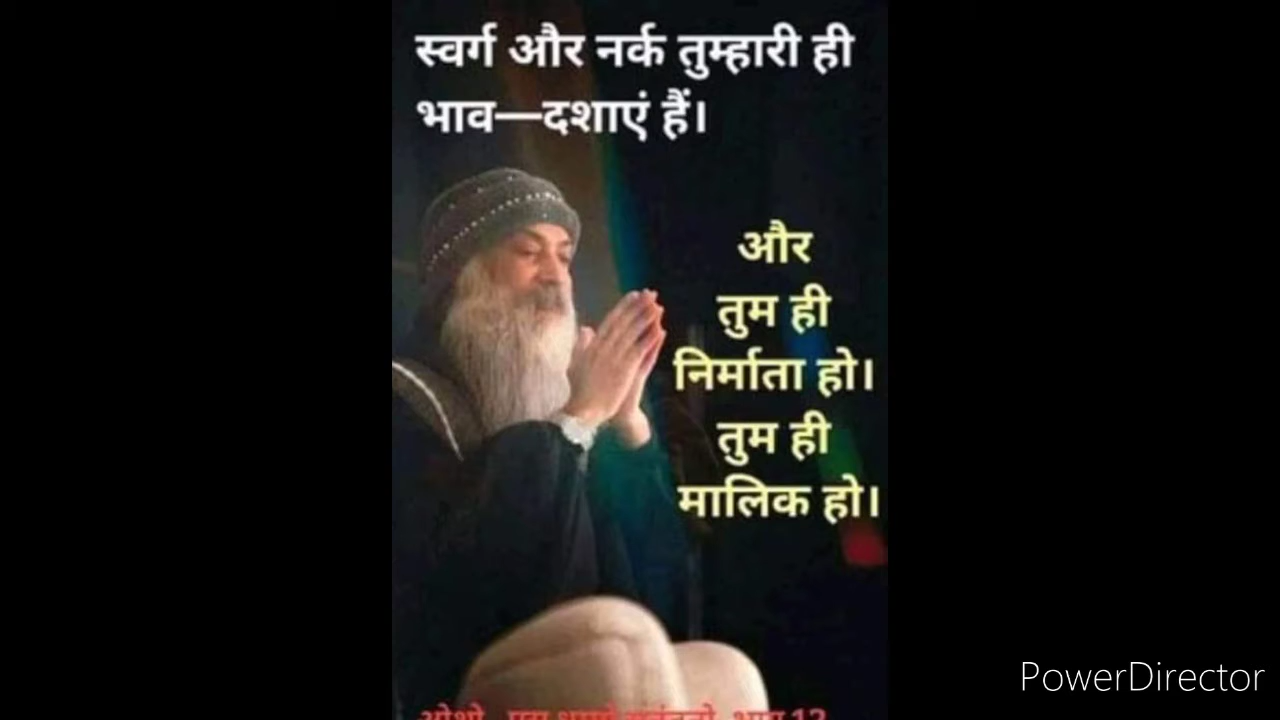 स्वर्ग और नर्क तुम्हारी ही
भाव—दशाएं हैं।
और
तुम ही
निर्माता हो।
तुम ही
मालिक हो।
PowerDirector